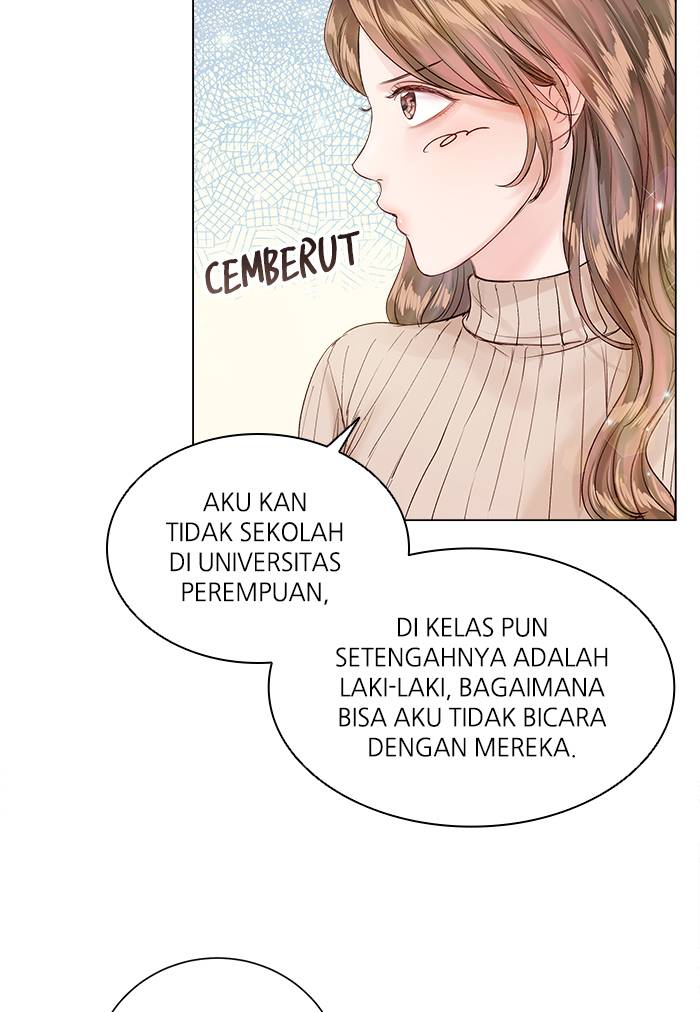 CEMBERUT
AKU KAN
TIDAK SEKOLAH
DI UNIVERSITAS
PEREMPUAN,
DI KELAS PUN
SETENGAHNYA ADALAH
LAKI-LAKI, BAGAIMANA
BISA AKU TIDAK BICARA
DENGAN MEREKA.